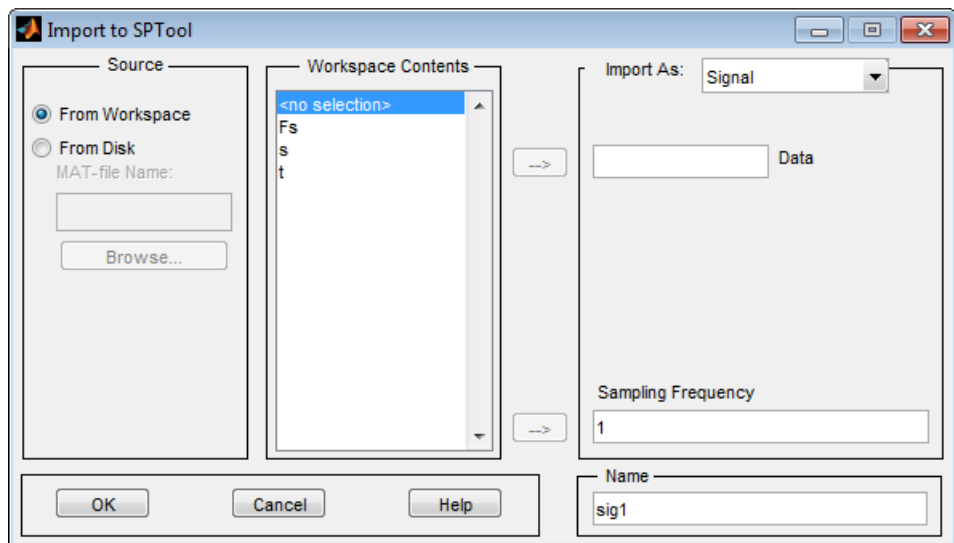 Import to SPTool
Source
From Workspace
From Disk
MAT-file Name:
Browse...
Workspace Contents
<no selection>
Fs
s
t
-->
-->
Import As:
Signal
Data
Sampling Frequency
1
OK
Cancel
Help
Name
sig1